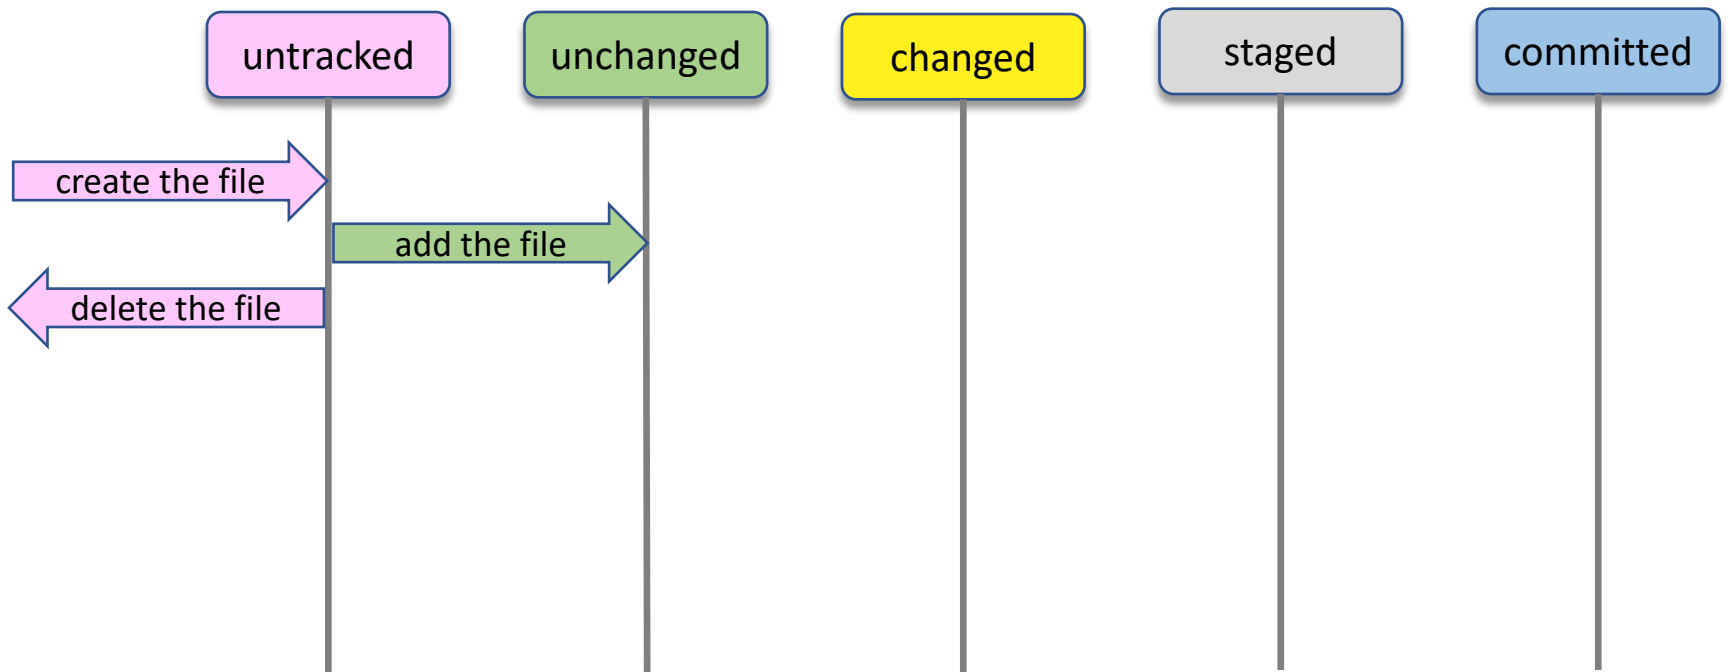 untracked
unchanged
changed
staged
committed
create the file
add the file
delete the file